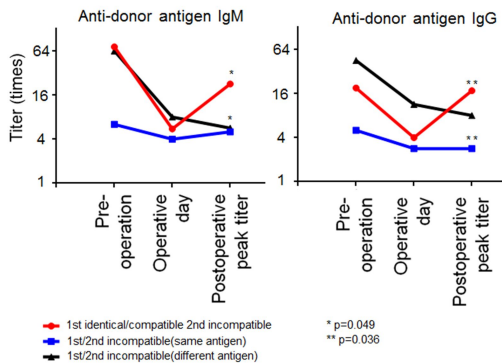 Anti-donor antigen IgM
Anti-donor antigen IgG
Titer (times)
64
16
4
1
64
16
4
1
Pre-
operation
Operative
day
Postoperative
peak titer
Pre-
operation
Operative
day
Postoperative
peak titer
*
*
**
**
1st identical/compatible 2nd incompatible
1st/2nd incompatible(same antigen)
1st/2nd incompatible(different antigen)
* p=0.049
** p=0.036